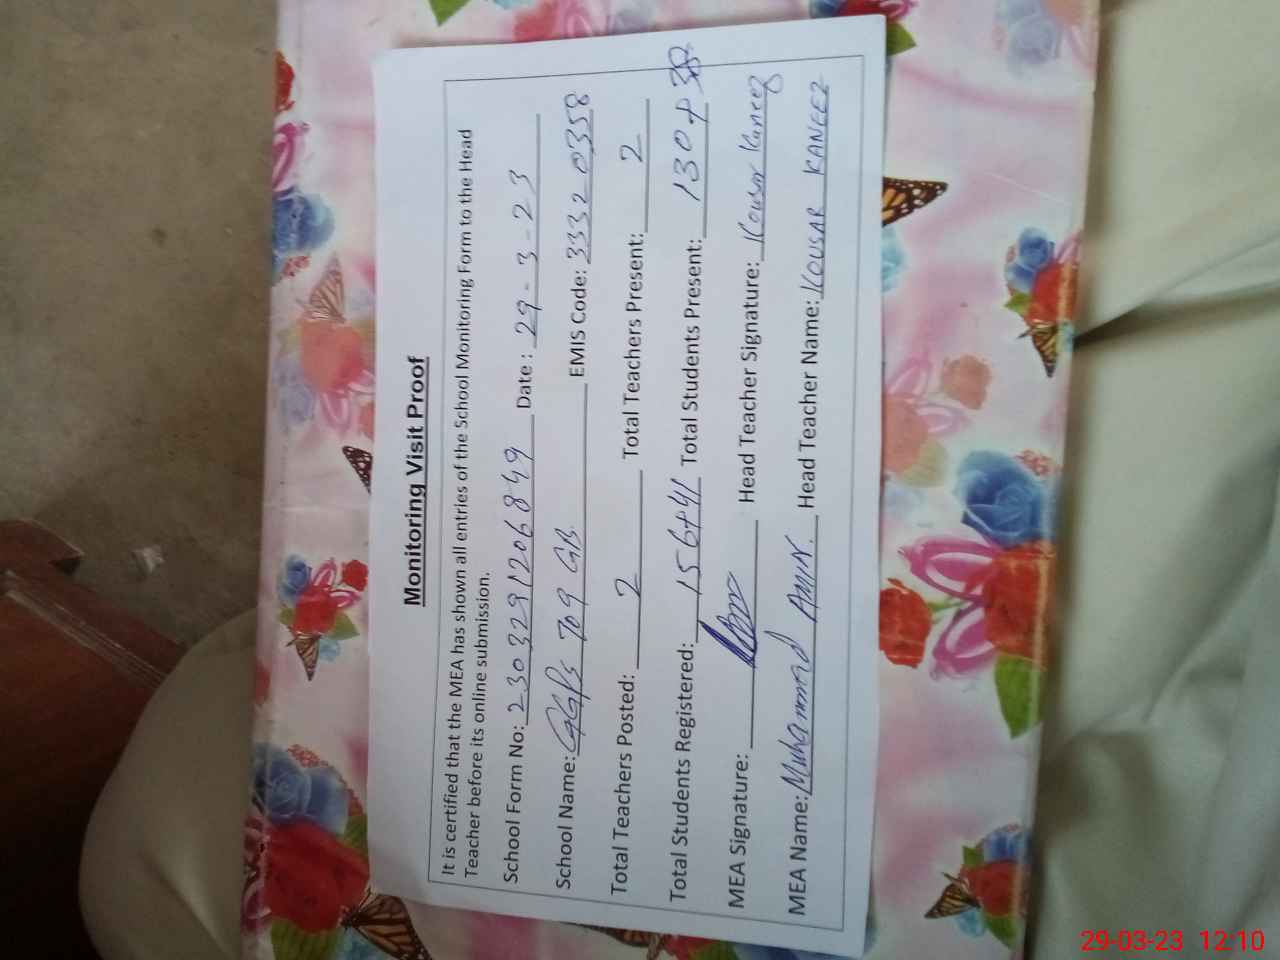 Monitoring Visit Proof
It is certified that the MEA has shown all entries of the School Monitoring Form to the Head
Teacher before its online submission.
School Form No: 2303291206849 Date : 29-3-23
School Name: GGPS 709 GB. EMIS Code: 33320358
Total Teachers Posted: 2 Total Teachers Present: 2
Total Students Registered: 156+41 Total Students Present: 130+38
MEA Signature: Head Teacher Signature: Kousar Kaneez
MEA Name: Muhammad AMIN. Head Teacher Name: KOUSAR KANEEZ
29-03-23 12:10